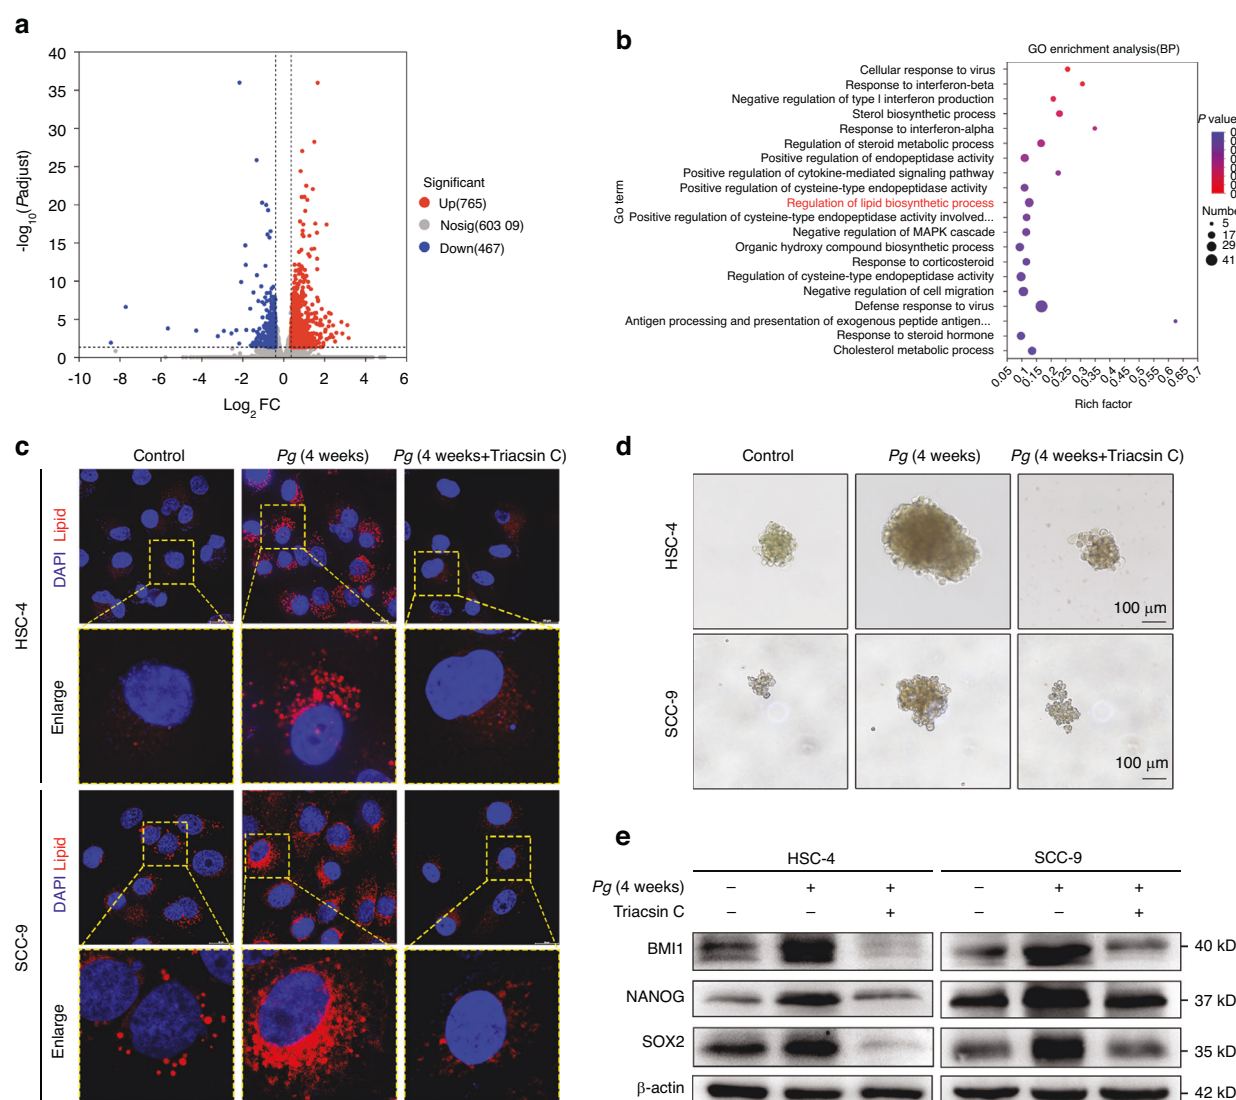 a
40
35
30
25
20
15
10
5
0
-log10(Padjust)
-10 -8 -6 -4 -2 0 2 4 6
Log2 FC
Significant
Up(765)
Nosig(603 09)
Down(467)
b
GO enrichment analysis(BP)
GO term
Cellular response to virus
Response to interferon-beta
Negative regulation of type I interferon production
Sterol biosynthetic process
Response to interferon-alpha
Regulation of steroid metabolic process
Positive regulation of endopeptidase activity
Positive regulation of cytokine-mediated signaling pathway
Positive regulation of cysteine-type endopeptidase activity
Regulation of lipid biosynthetic process
Positive regulation of cysteine-type endopeptidase activity involved...
Negative regulation of MAPK cascade
Organic hydroxy compound biosynthetic process
Response to corticosteroid
Regulation of cysteine-type endopeptidase activity
Negative regulation of cell migration
Defense response to virus
Antigen processing and presentation of exogenous peptide antigen...
Response to steroid hormone
Cholesterol metabolic process
0.05 0.1 0.15 0.2 0.25 0.3 0.35 0.4 0.45 0.5 0.55 0.6 0.65 0.7
Rich factor
P value
Number
5
17
29
41
c
Control Pg (4 weeks) Pg (4 weeks+Triacsin C)
HSC-4
DAPI Lipid
Enlarge
SCC-9
DAPI Lipid
Enlarge
d
Control Pg (4 weeks) Pg (4 weeks+Triacsin C)
HSC-4
100 μm
SCC-9
100 μm
e
HSC-4 SCC-9
Pg (4 weeks) – + + – + +
Triacsin C – – + – – +
BMI1 40 kD
NANOG 37 kD
SOX2 35 kD
β-actin 42 kD